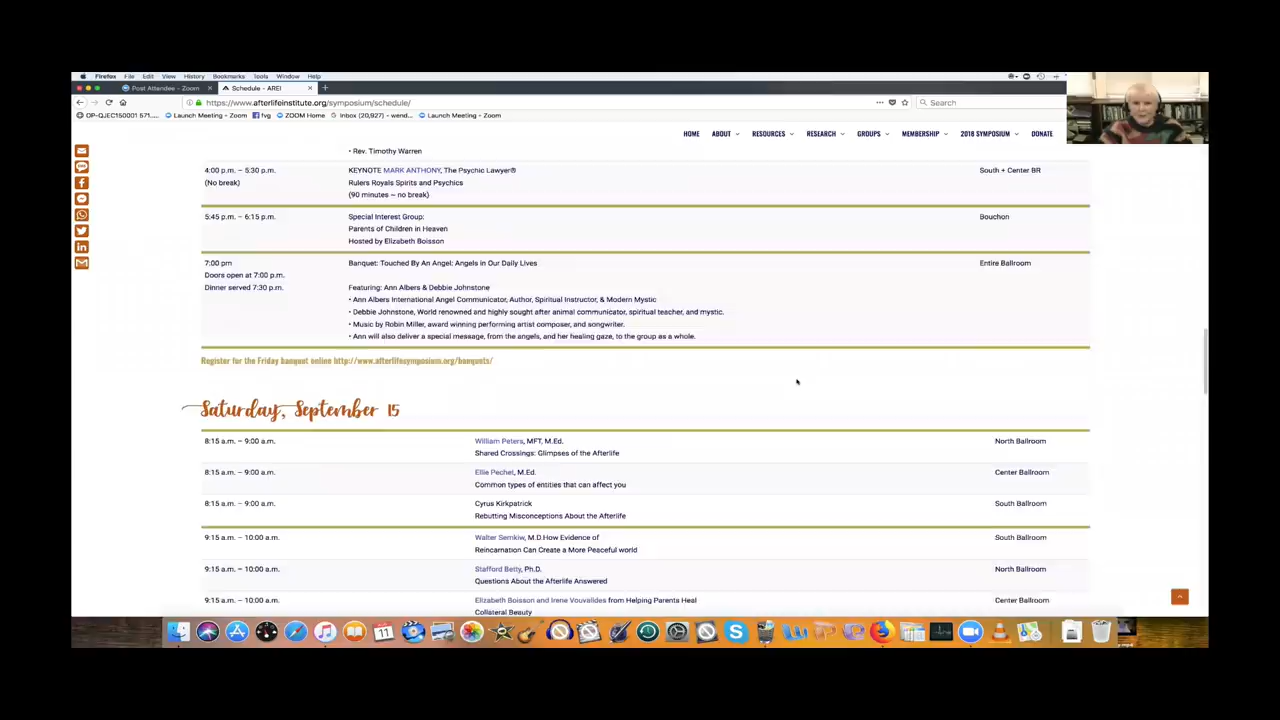 Firefox File Edit View History Bookmarks Tools Window Help
Post Attendee - Zoom
Schedule - AREI
https://www.afterlifeinstitute.org/symposium/schedule/
Search
OP-QJEC150001 571.... Launch Meeting - Zoom fvg ZOOM Home Inbox (20,927) - wend... Launch Meeting - Zoom
HOME ABOUT RESOURCES RESEARCH GROUPS MEMBERSHIP 2018 SYMPOSIUM DONATE
• Rev. Timothy Warren
4:00 p.m. – 5:30 p.m. KEYNOTE MARK ANTHONY, The Psychic Lawyer® South + Center BR
(No break) Rulers Royals Spirits and Psychics
(90 minutes ~ no break)
5:45 p.m. – 6:15 p.m. Special Interest Group: Bouchon
Parents of Children in Heaven
Hosted by Elizabeth Boisson
7:00 pm Banquet: Touched By An Angel: Angels in Our Daily Lives Entire Ballroom
Doors open at 7:00 p.m.
Dinner served 7:30 p.m. Featuring: Ann Albers & Debbie Johnstone
• Ann Albers International Angel Communicator, Author, Spiritual Instructor, & Modern Mystic
• Debbie Johnstone, World renowned and highly sought after animal communicator, spiritual teacher, and mystic.
• Music by Robin Miller, award winning performing artist composer, and songwriter.
• Ann will also deliver a special message, from the angels, and her healing gaze, to the group as a whole.
Register for the Friday banquet online http://www.afterlifesymposium.org/banquets/
Saturday, September 15
8:15 a.m. – 9:00 a.m. William Peters, MFT, M.Ed. North Ballroom
Shared Crossings: Glimpses of the Afterlife
8:15 a.m. – 9:00 a.m. Ellie Pechet, M.Ed. Center Ballroom
Common types of entities that can affect you
8:15 a.m. – 9:00 a.m. Cyrus Kirkpatrick South Ballroom
Rebutting Misconceptions About the Afterlife
9:15 a.m. – 10:00 a.m. Walter Semkiw, M.D.How Evidence of South Ballroom
Reincarnation Can Create a More Peaceful world
9:15 a.m. – 10:00 a.m. Stafford Betty, Ph.D. North Ballroom
Questions About the Afterlife Answered
9:15 a.m. – 10:00 a.m. Elizabeth Boisson and Irene Vouvalides from Helping Parents Heal Center Ballroom
Collateral Beauty
11